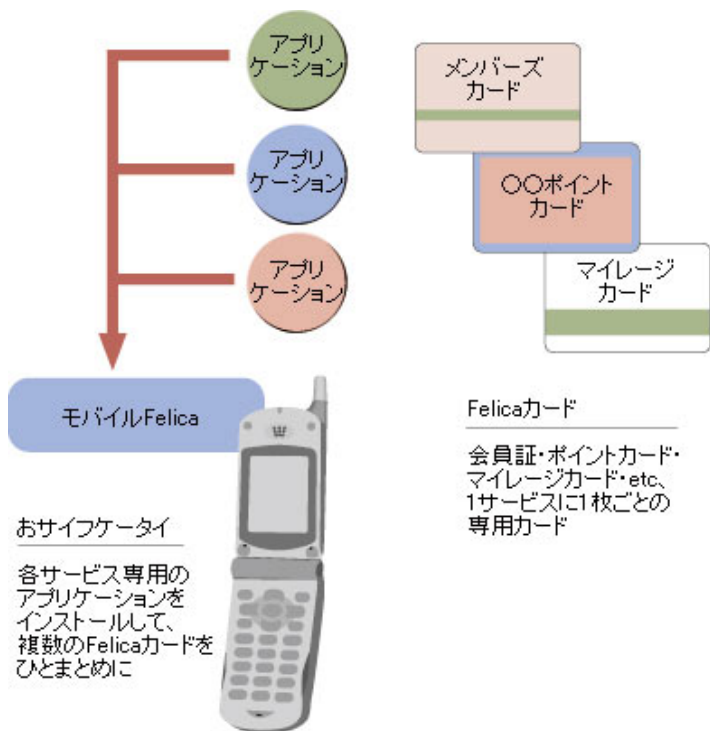 アプリ
ケーション
アプリ
ケーション
アプリ
ケーション
モバイルFelica
おサイフケータイ
各サービス専用の
アプリケーションを
インストールして、
複数のFelicaカードを
ひとまとめに
メンバーズ
カード
〇〇ポイント
カード
マイレージ
カード
Felicaカード
会員証・ポイントカード・
マイレージカード・etc、
1サービスに1枚ごとの
専用カード